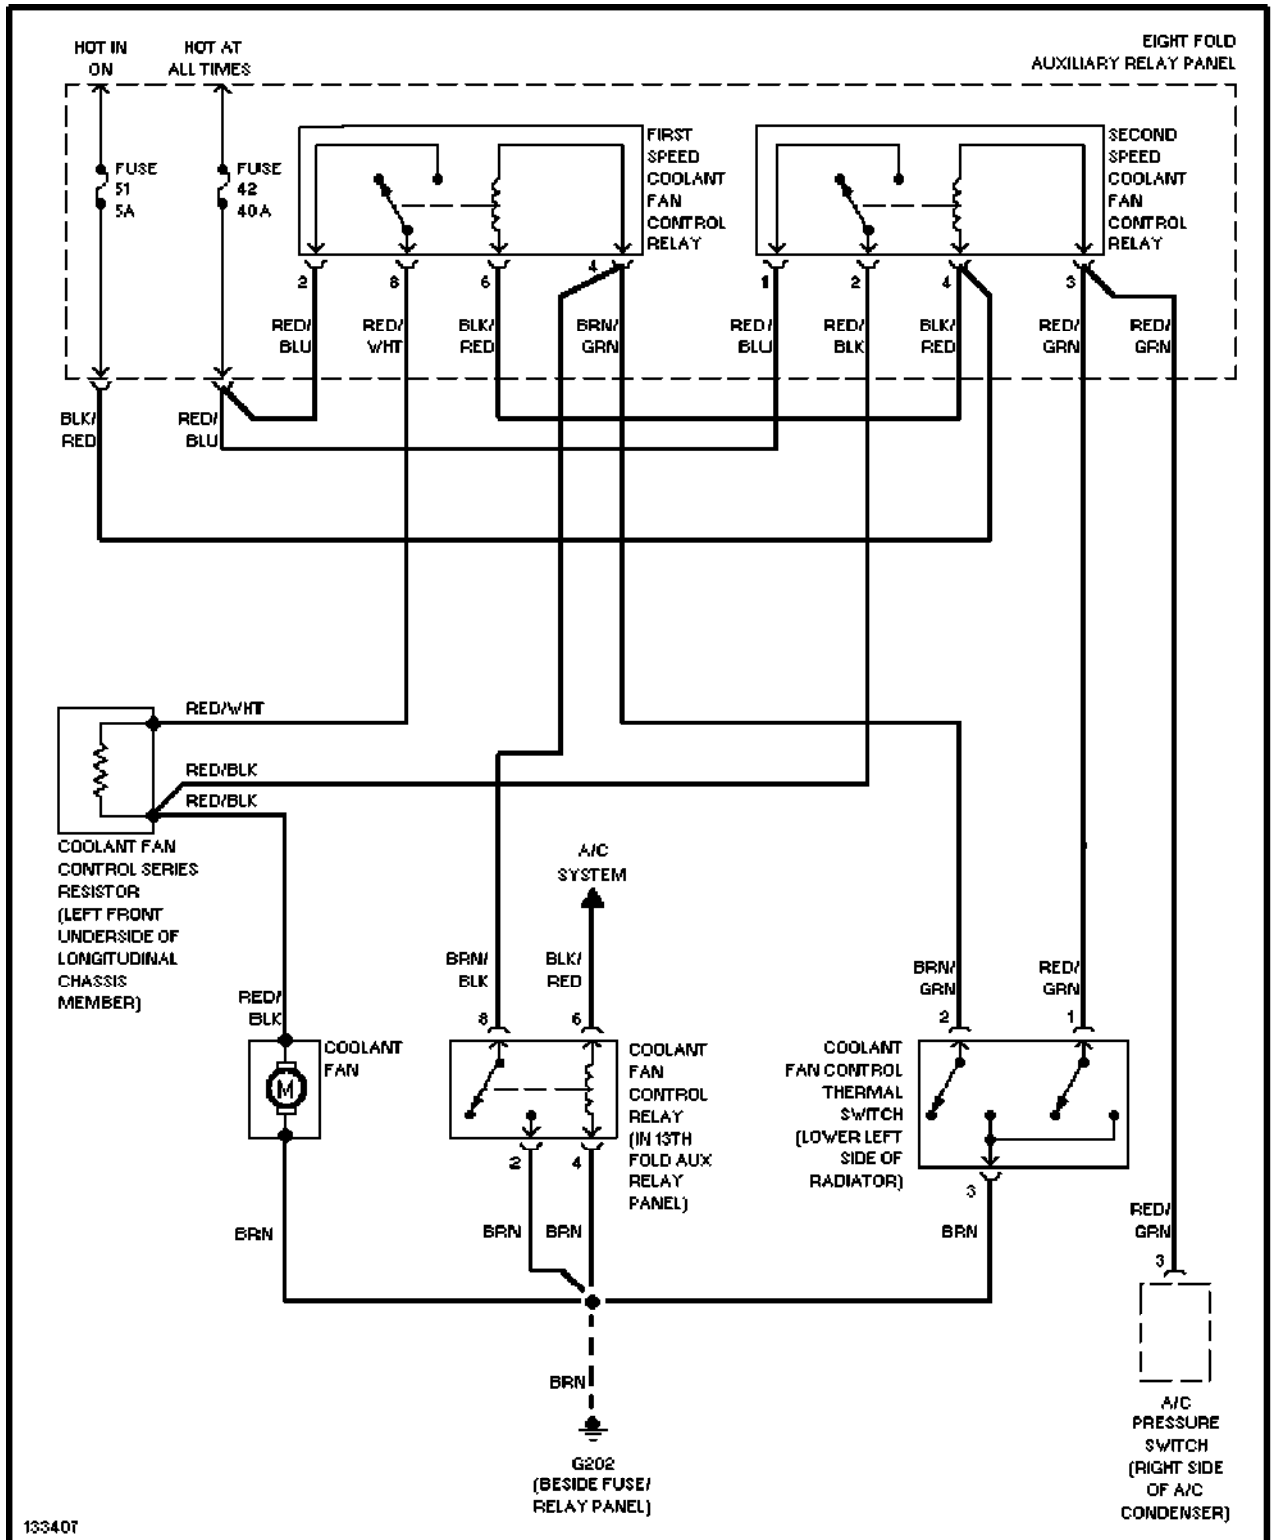 HOT IN
ON
HOT AT
ALL TIMES
EIGHT FOLD
AUXILIARY RELAY PANEL
FUSE
51
5A
FUSE
42
40A
FIRST
SPEED
COOLANT
FAN
CONTROL
RELAY
SECOND
SPEED
COOLANT
FAN
CONTROL
RELAY
2
8
6
4
1
2
4
3
RED/
BLU
RED/
WHT
BLK/
RED
BRN/
GRN
RED/
BLU
RED/
BLK
BLK/
RED
RED/
GRN
RED/
GRN
BLK/
RED
RED/
BLU
RED/WHT
RED/BLK
RED/BLK
COOLANT FAN
CONTROL SERIES
RESISTOR
(LEFT FRONT
UNDERSIDE OF
LONGITUDINAL
CHASSIS
MEMBER)
A/C
SYSTEM
RED/
BLK
BRN/
BLK
BLK/
RED
BRN/
GRN
RED/
GRN
8
6
2
1
COOLANT
FAN
M
COOLANT
FAN
CONTROL
RELAY
(IN 13TH
FOLD AUX
RELAY
PANEL)
COOLANT
FAN CONTROL
THERMAL
SWITCH
(LOWER LEFT
SIDE OF
RADIATOR)
2
4
3
BRN
BRN
BRN
BRN
RED/
GRN
3
BRN
G202
(BESIDE FUSE/
RELAY PANEL)
A/C
PRESSURE
SWITCH
(RIGHT SIDE
OF A/C
CONDENSER)
133407